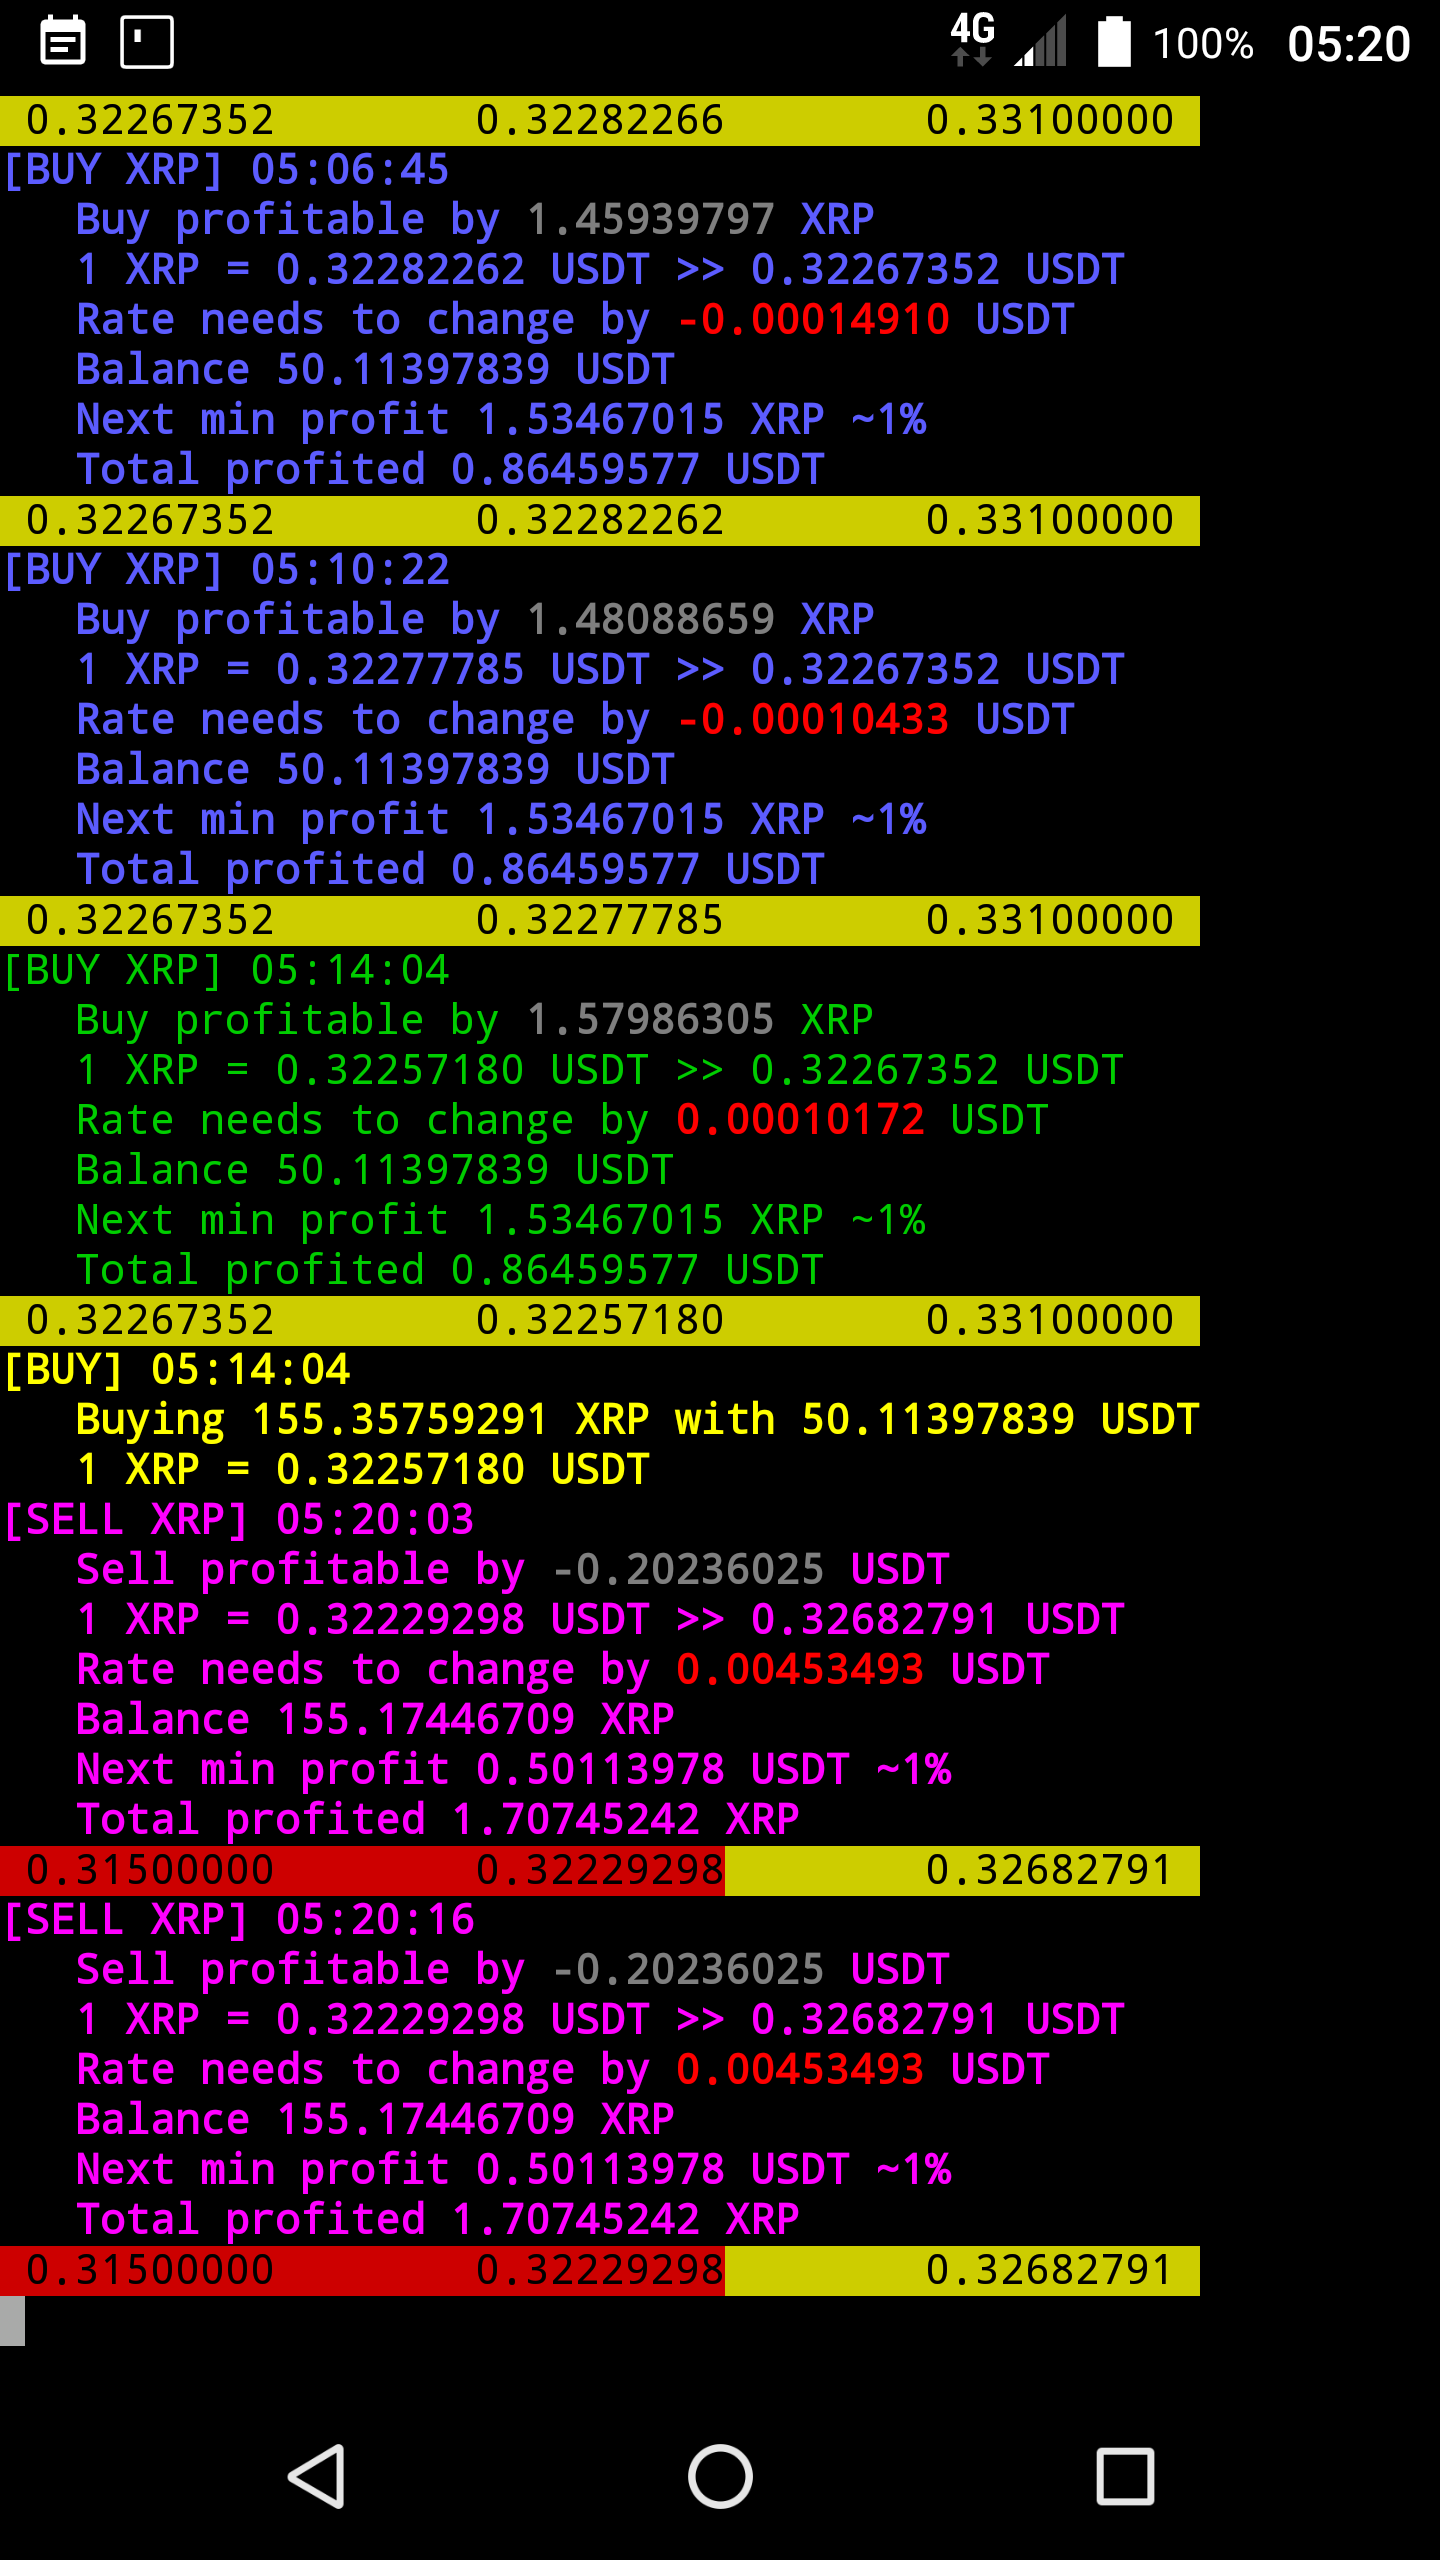 4G 100% 05:20
0.32267352 0.32282266 0.33100000
[BUY XRP] 05:06:45
Buy profitable by 1.45939797 XRP
1 XRP = 0.32282262 USDT >> 0.32267352 USDT
Rate needs to change by -0.00014910 USDT
Balance 50.11397839 USDT
Next min profit 1.53467015 XRP ~1%
Total profited 0.86459577 USDT
0.32267352 0.32282262 0.33100000
[BUY XRP] 05:10:22
Buy profitable by 1.48088659 XRP
1 XRP = 0.32277785 USDT >> 0.32267352 USDT
Rate needs to change by -0.00010433 USDT
Balance 50.11397839 USDT
Next min profit 1.53467015 XRP ~1%
Total profited 0.86459577 USDT
0.32267352 0.32277785 0.33100000
[BUY XRP] 05:14:04
Buy profitable by 1.57986305 XRP
1 XRP = 0.32257180 USDT >> 0.32267352 USDT
Rate needs to change by 0.00010172 USDT
Balance 50.11397839 USDT
Next min profit 1.53467015 XRP ~1%
Total profited 0.86459577 USDT
0.32267352 0.32257180 0.33100000
[BUY] 05:14:04
Buying 155.35759291 XRP with 50.11397839 USDT
1 XRP = 0.32257180 USDT
[SELL XRP] 05:20:03
Sell profitable by -0.20236025 USDT
1 XRP = 0.32229298 USDT >> 0.32682791 USDT
Rate needs to change by 0.00453493 USDT
Balance 155.17446709 XRP
Next min profit 0.50113978 USDT ~1%
Total profited 1.70745242 XRP
0.31500000 0.32229298 0.32682791
[SELL XRP] 05:20:16
Sell profitable by -0.20236025 USDT
1 XRP = 0.32229298 USDT >> 0.32682791 USDT
Rate needs to change by 0.00453493 USDT
Balance 155.17446709 XRP
Next min profit 0.50113978 USDT ~1%
Total profited 1.70745242 XRP
0.31500000 0.32229298 0.32682791